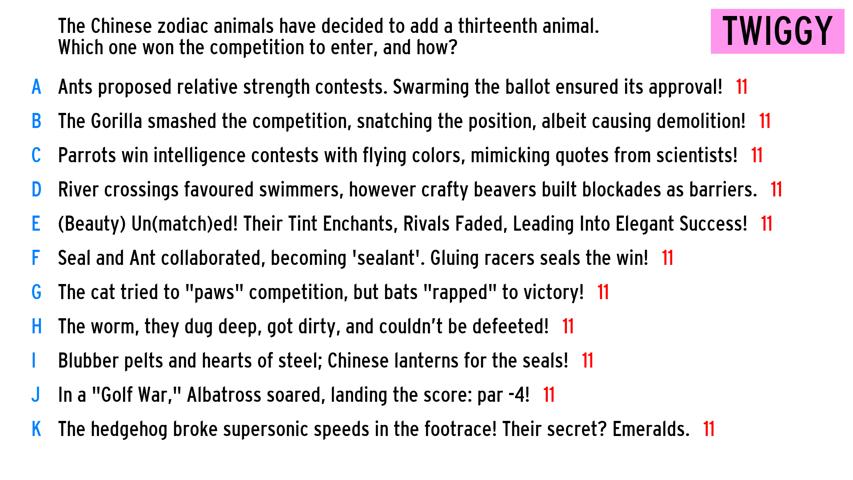 The Chinese zodiac animals have decided to add a thirteenth animal.
Which one won the competition to enter, and how?
TWIGGY
A Ants proposed relative strength contests. Swarming the ballot ensured its approval! 11
B The Gorilla smashed the competition, snatching the position, albeit causing demolition! 11
C Parrots win intelligence contests with flying colors, mimicking quotes from scientists! 11
D River crossings favoured swimmers, however crafty beavers built blockades as barriers. 11
E (Beauty) Un(match)ed! Their Tint Enchants, Rivals Faded, Leading Into Elegant Success! 11
F Seal and Ant collaborated, becoming 'sealant'. Gluing racers seals the win! 11
G The cat tried to "paws" competition, but bats "rapped" to victory! 11
H The worm, they dug deep, got dirty, and couldn't be defeeted! 11
I Blubber pelts and hearts of steel; Chinese lanterns for the seals! 11
J In a "Golf War," Albatross soared, landing the score: par -4! 11
K The hedgehog broke supersonic speeds in the footrace! Their secret? Emeralds. 11